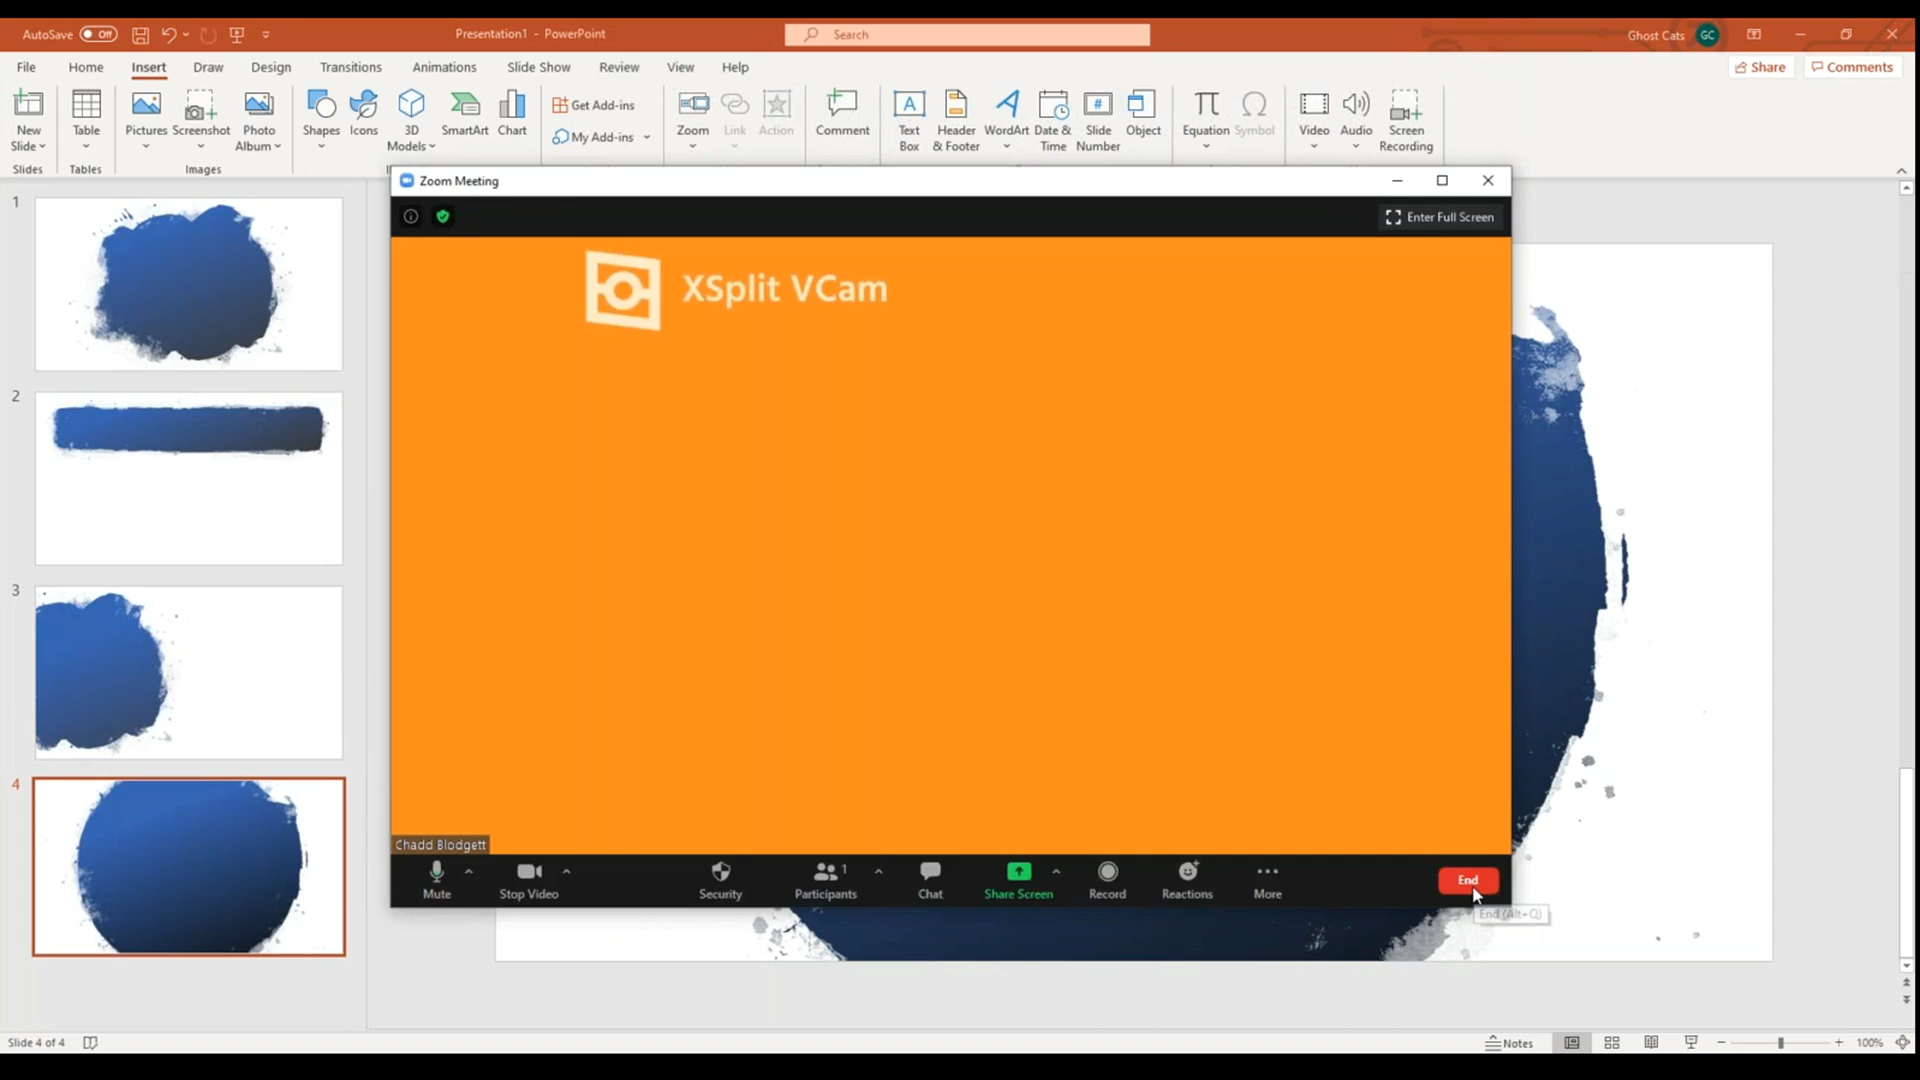 AutoSave Off Presentation1 - PowerPoint Search Ghost Cats GC
File Home Insert Draw Design Transitions Animations Slide Show Review View Help Share Comments
New Slide
Table
Pictures
Screenshot
Photo Album
Shapes
Icons
3D Models
SmartArt
Chart
Get Add-ins
My Add-ins
Zoom
Link
Action
Comment
Text Box
Header & Footer
WordArt
Date & Time
Slide Number
# 
Object
Equation
Symbol
Video
Audio
Screen Recording
Slides Tables Images
Zoom Meeting
Enter Full Screen
XSplit VCam
1
2
3
4
Chadd Blodgett
Mute Stop Video Security Participants 1 Chat Share Screen Record Reactions More End
End (Alt+Q)
Slide 4 of 4 Notes 100%